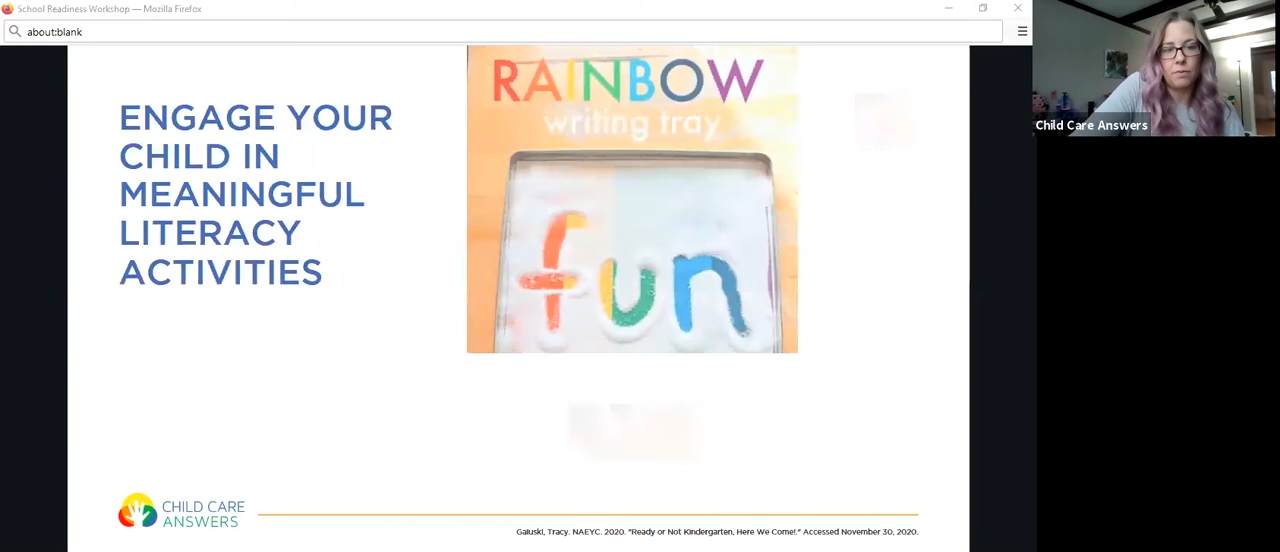 School Readiness Workshop — Mozilla Firefox
about:blank
ENGAGE YOUR
CHILD IN
MEANINGFUL
LITERACY
ACTIVITIES
RAINBOW
writing tray
fun
Child Care Answers
CHILD CARE
ANSWERS
Galuski, Tracy. NAEYC. 2020. "Ready or Not Kindergarten, Here We Come!." Accessed November 30, 2020.